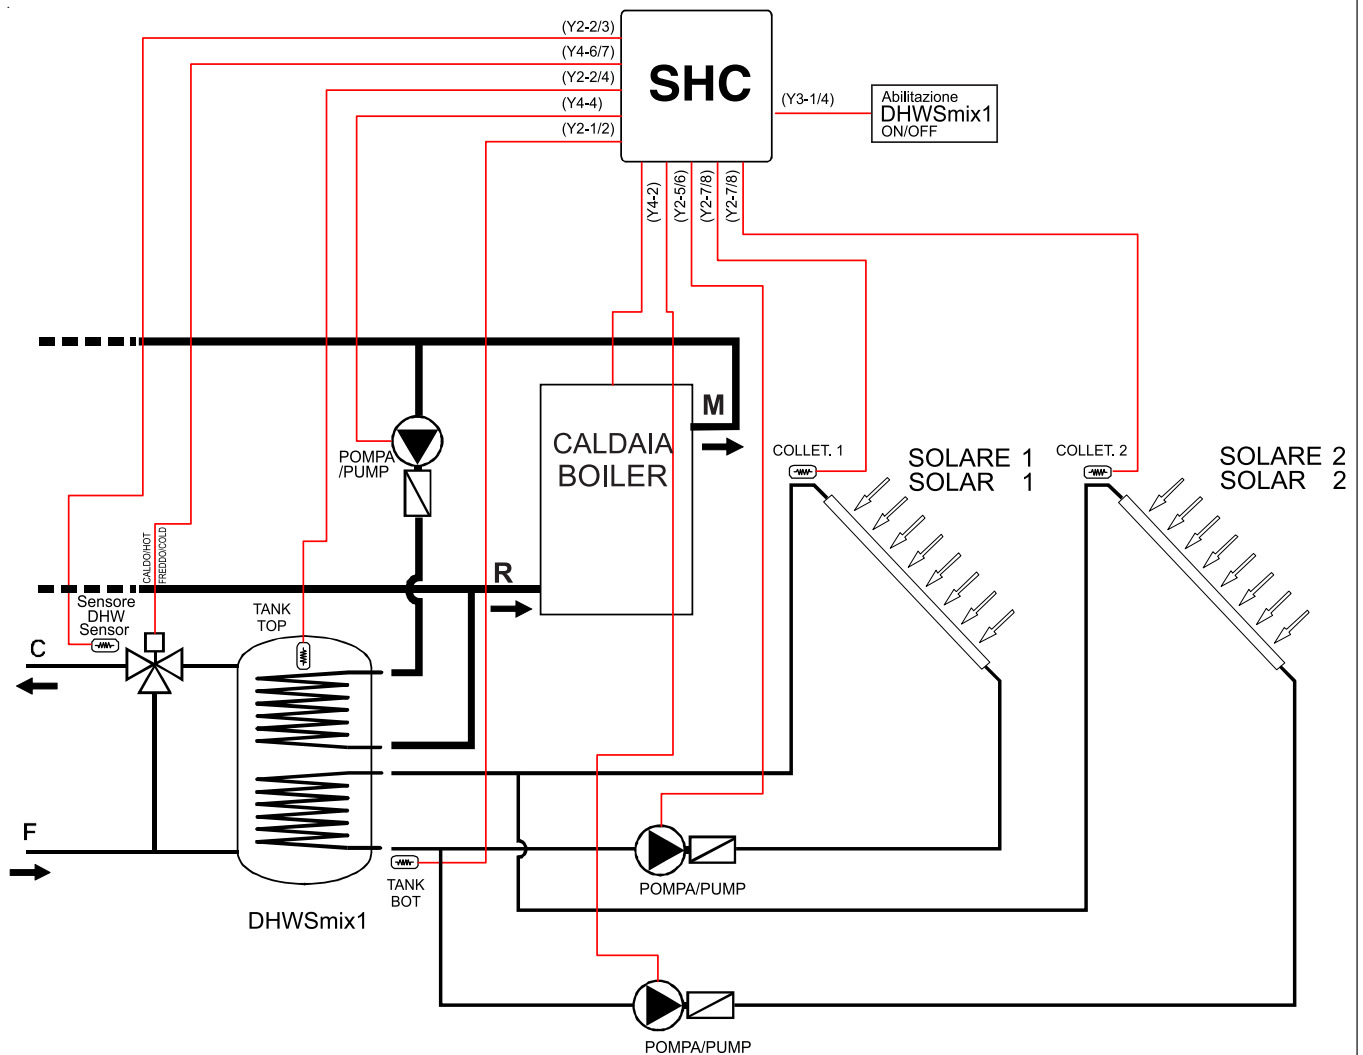 (Y2-2/3)
(Y4-6/7)
(Y2-2/4)
(Y4-4)
(Y2-1/2)
SHC
(Y3-1/4)
Abilitazione
DHWSmix1
ON/OFF
(Y4-2)
(Y2-5/6)
(Y2-7/8)
(Y2-7/8)
M
CALDAIA
BOILER
POMPA
/PUMP
COLLET. 1
SOLARE 1
SOLAR 1
COLLET. 2
SOLARE 2
SOLAR 2
CALDO/HOT
FREDDO/COLD
R
Sensore
DHW
Sensor
TANK
TOP
C
F
TANK
BOT
DHWSmix1
POMPA/PUMP
POMPA/PUMP